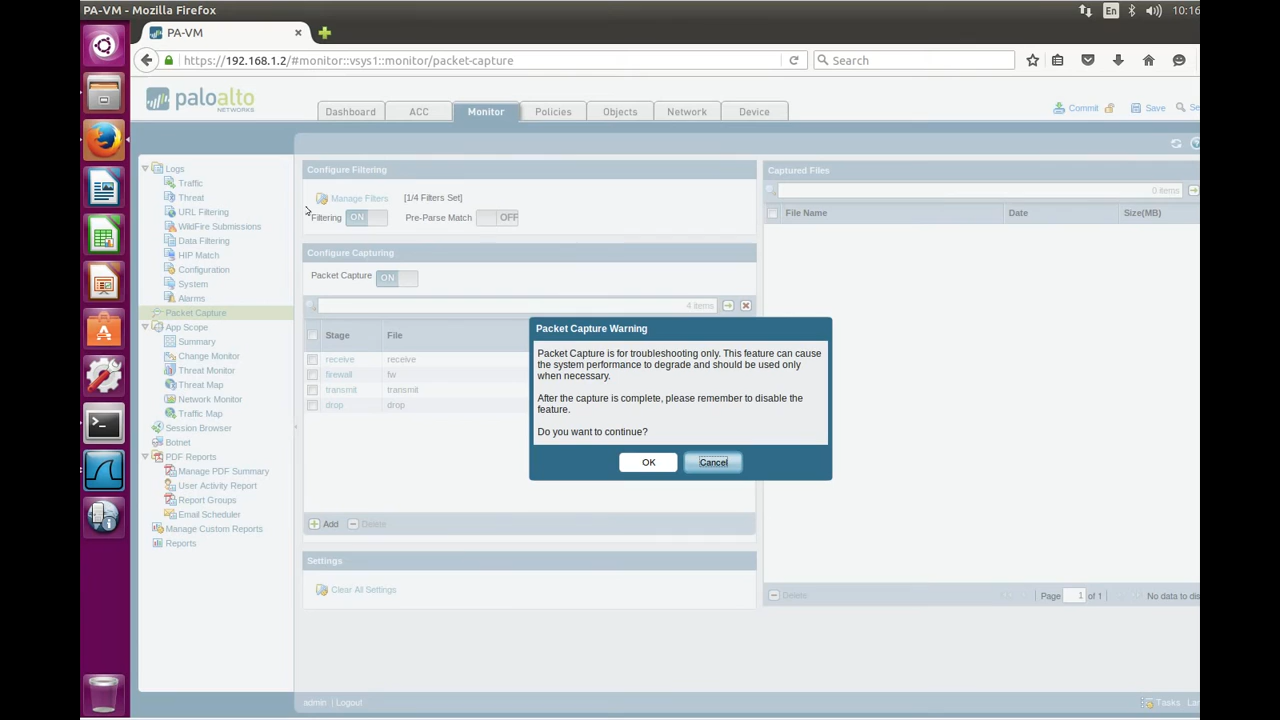 PA-VM - Mozilla Firefox
En
10:16
PA-VM
https://192.168.1.2/#monitor::vsys1::monitor/packet-capture
Search
paloalto
NETWORKS
Dashboard
ACC
Monitor
Policies
Objects
Network
Device
Commit
Save
Se
Logs
Traffic
Threat
URL Filtering
WildFire Submissions
Data Filtering
HIP Match
Configuration
System
Alarms
Packet Capture
App Scope
Summary
Change Monitor
Threat Monitor
Threat Map
Network Monitor
Traffic Map
Session Browser
Botnet
PDF Reports
Manage PDF Summary
User Activity Report
Report Groups
Email Scheduler
Manage Custom Reports
Reports
Configure Filtering
Manage Filters
[1/4 Filters Set]
Filtering
ON
Pre-Parse Match
OFF
Configure Capturing
Packet Capture
ON
4 items
Stage
File
receive
receive
firewall
fw
transmit
transmit
drop
drop
Add
Delete
Settings
Clear All Settings
Captured Files
0 items
File Name
Date
Size(MB)
Delete
Page
1
of 1
No data to dis
Packet Capture Warning
Packet Capture is for troubleshooting only. This feature can cause
the system performance to degrade and should be used only
when necessary.
After the capture is complete, please remember to disable the
feature.
Do you want to continue?
OK
Cancel
admin
Logout
Tasks
Lar